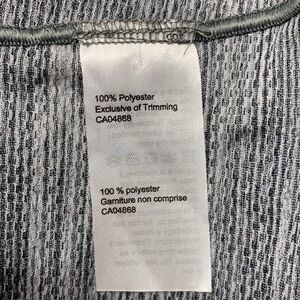 100% Polyester
Exclusive of Trimming
CA04868
100 % polyester
Garniture non comprise
CA04868